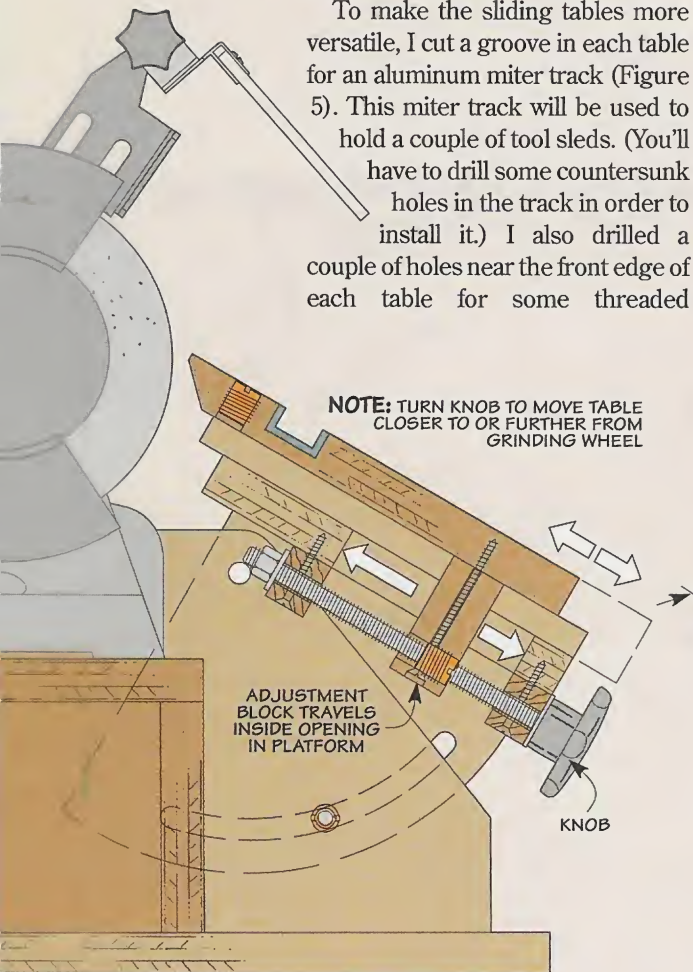 To make the sliding tables more
versatile, I cut a groove in each table
for an aluminum miter track (Figure
5). This miter track will be used to
hold a couple of tool sleds. (You'll
have to drill some countersunk
holes in the track in order to
install it.) I also drilled a
couple of holes near the front edge of
each table for some threaded
NOTE: TURN KNOB TO MOVE TABLE
CLOSER TO OR FURTHER FROM
GRINDING WHEEL
ADJUSTMENT
BLOCK TRAVELS
INSIDE OPENING
IN PLATFORM
KNOB